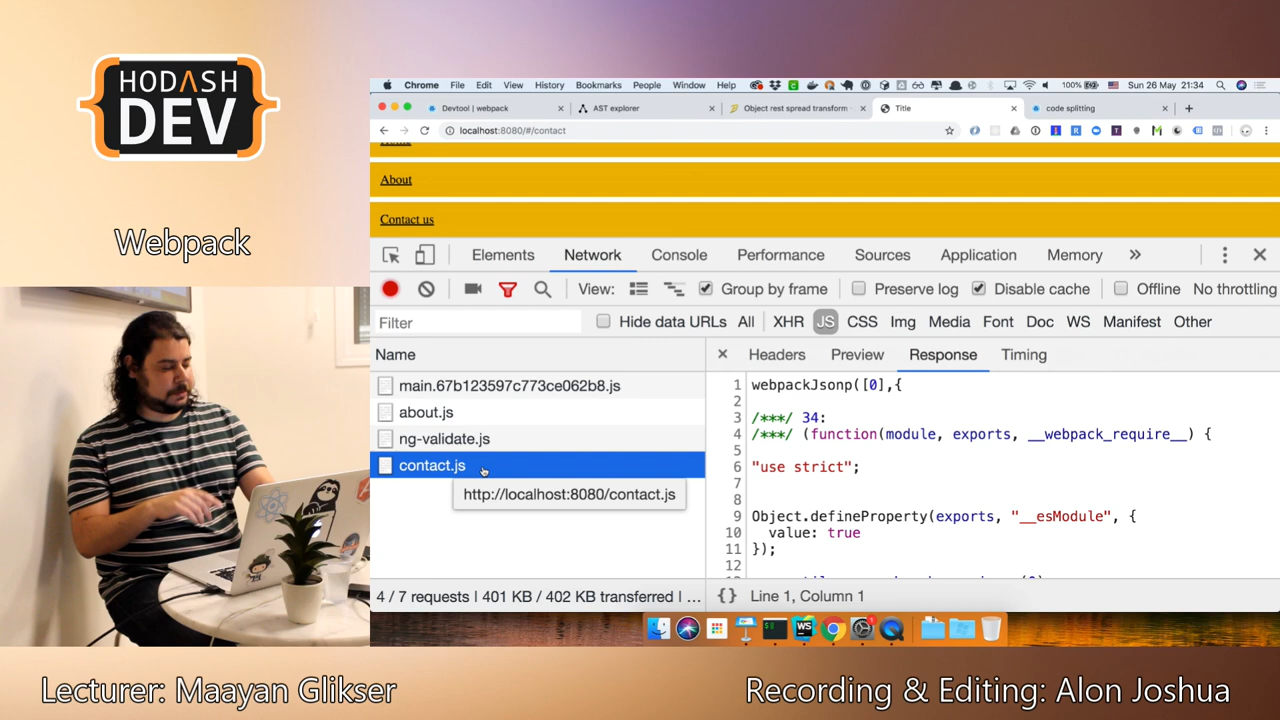 HODASH
DEV
Webpack
Chrome File Edit View History Bookmarks People Window Help 100% Sun 26 May 21:34
Devtool | webpack
AST explorer
Object rest spread transform
Title
code splitting
localhost:8080/#/contact
Home
About
Contact us
Elements Network Console Performance Sources Application Memory
View: Group by frame Preserve log Disable cache Offline No throttling
Filter Hide data URLs All XHR JS CSS Img Media Font Doc WS Manifest Other
Name
main.67b123597c773ce062b8.js
about.js
ng-validate.js
contact.js
http://localhost:8080/contact.js
4 / 7 requests | 401 KB / 402 KB transferred | ...
Headers Preview Response Timing
1 webpackJsonp([0],{
2
3 /***/ 34:
4 /***/ (function(module, exports, __webpack_require__) {
5
6 "use strict";
7
8
9 Object.defineProperty(exports, "__esModule", {
10 value: true
11 });
12
{} Line 1, Column 1
Lecturer: Maayan Glikser
Recording & Editing: Alon Joshua